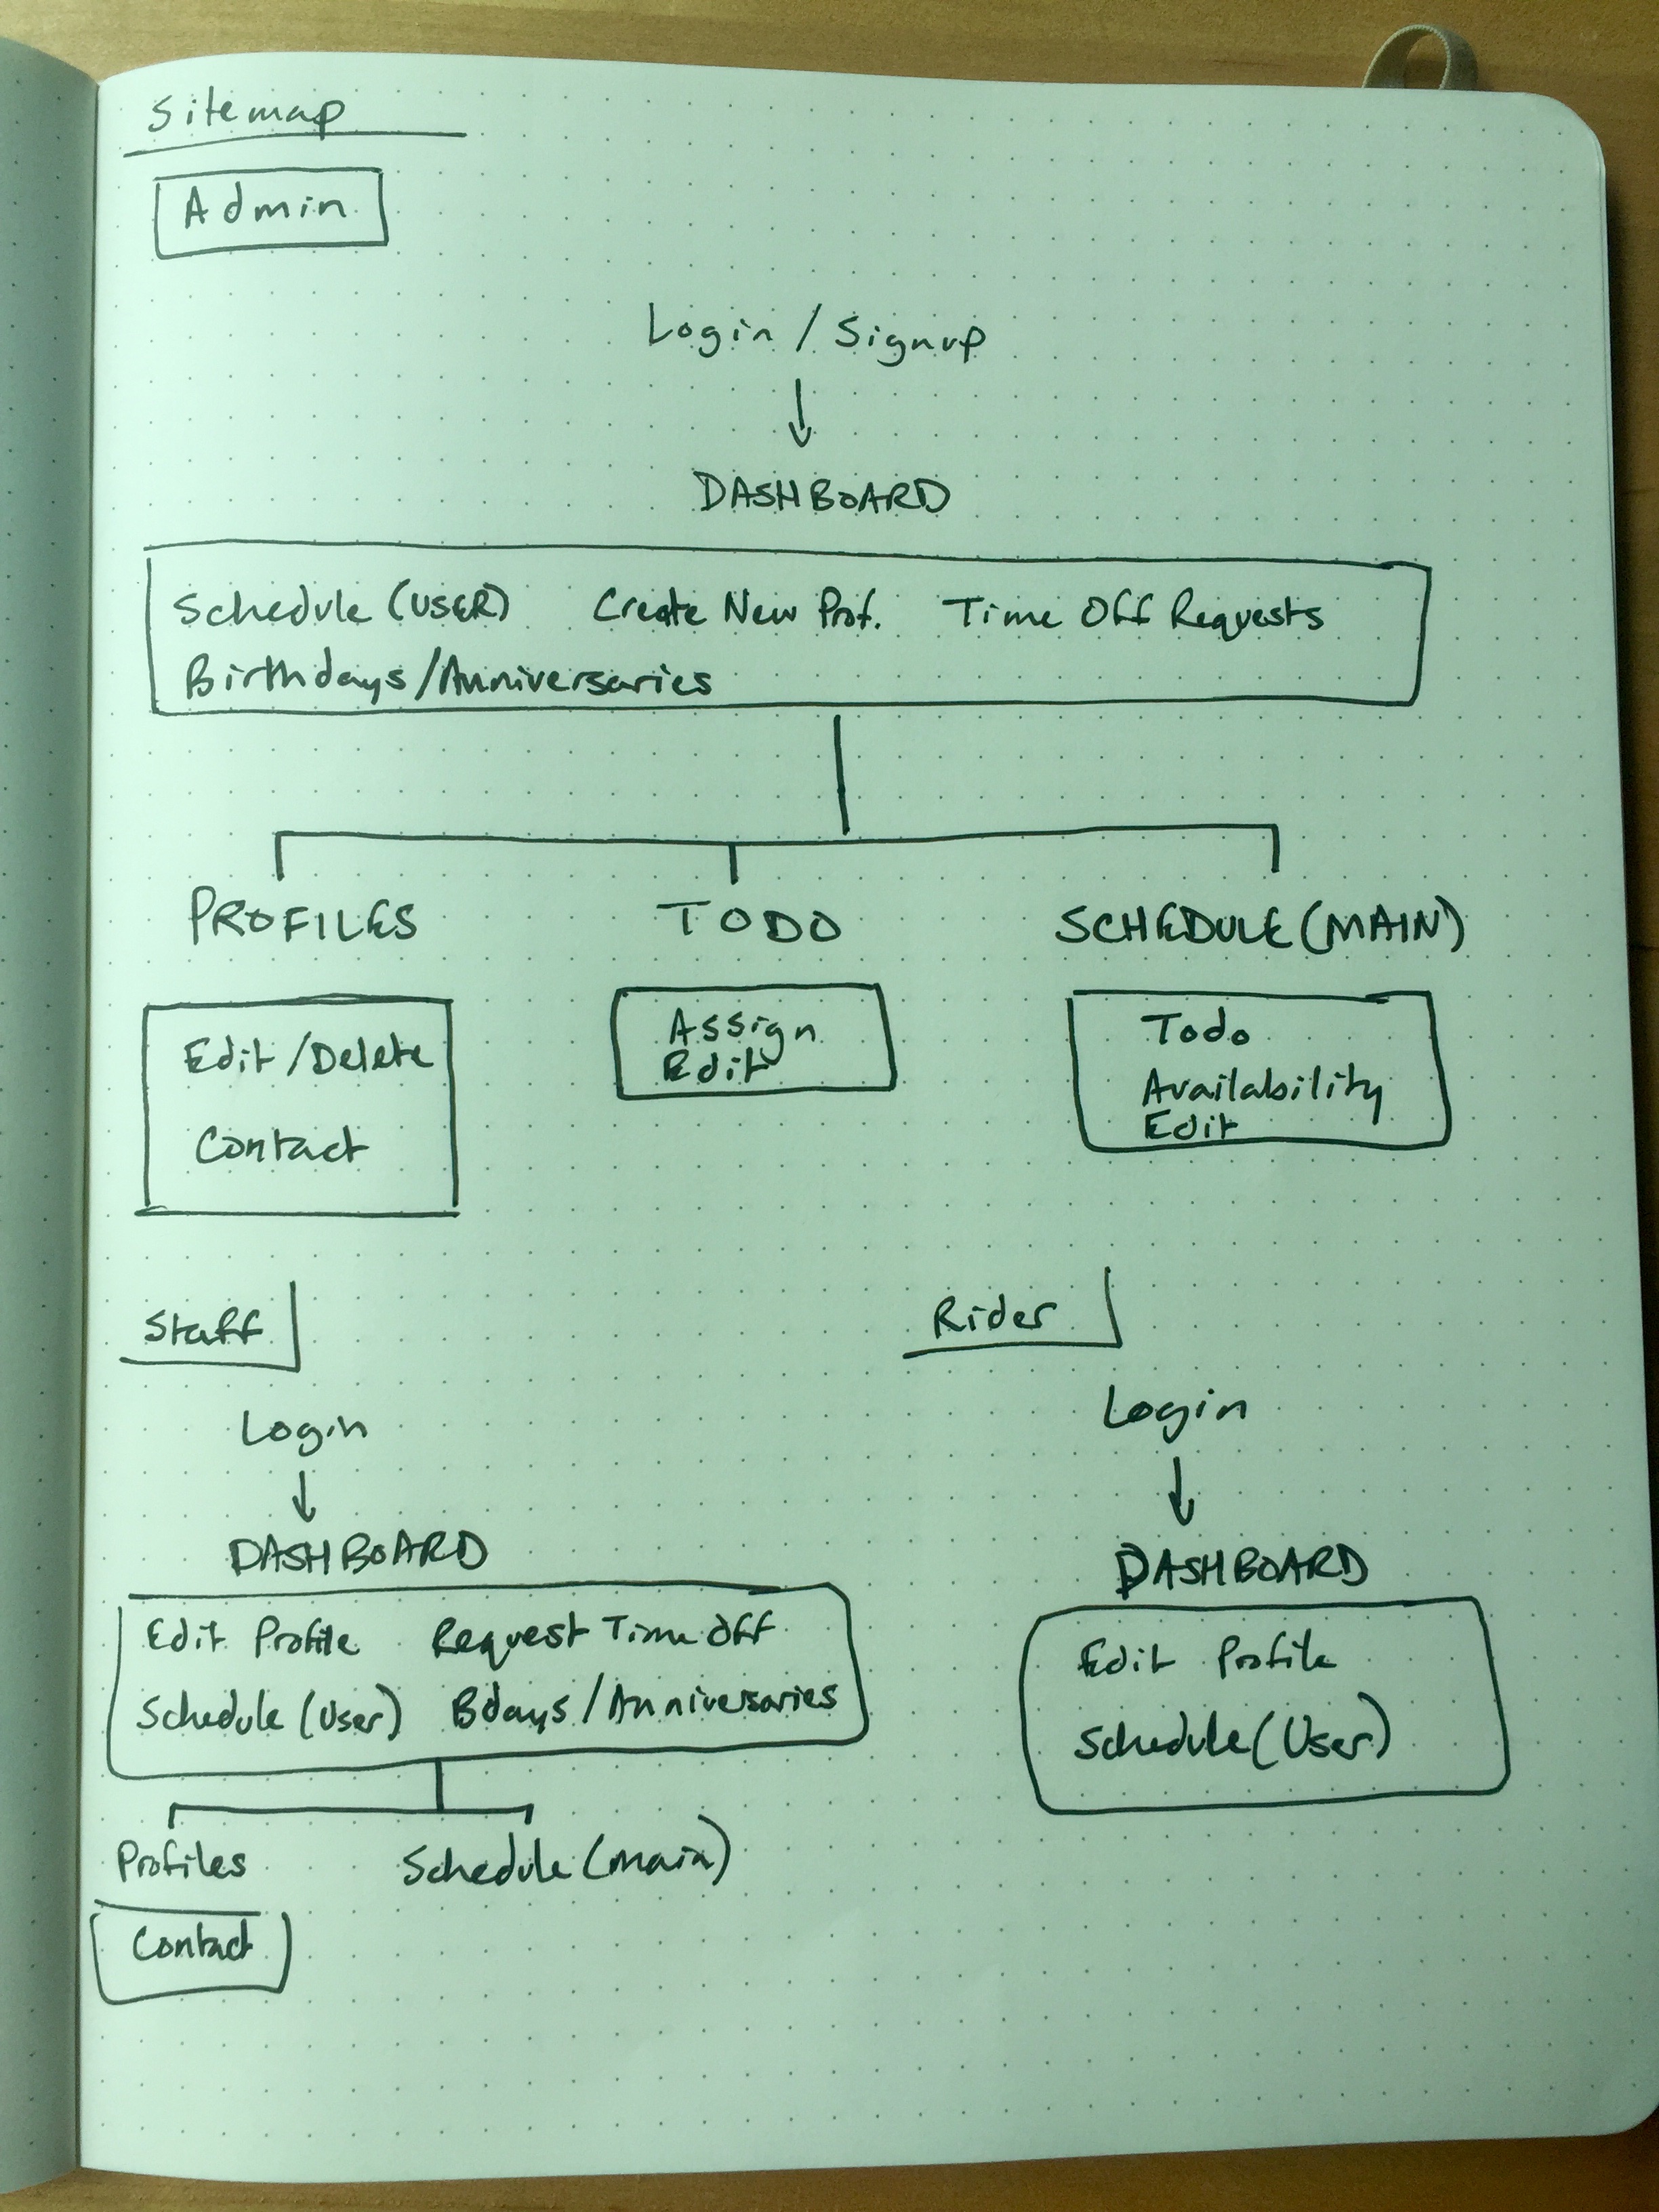 Sitemap
Admin
Login / Signup
DASHBOARD
Schedule (USER) Create New Prof. Time Off Requests
Birthdays/Anniversaries
PROFILES TODO SCHEDULE (MAIN)
Edit /Delete
Contact
Assign
Edit
Todo
Availability
Edit
Staff
Login
DASHBOARD
Edit Profile Request Time Off
Schedule (User) Bdays/Anniversaries
Profiles Schedule (main)
Contact
Rider
Login
DASHBOARD
Edit Profile
Schedule (User)